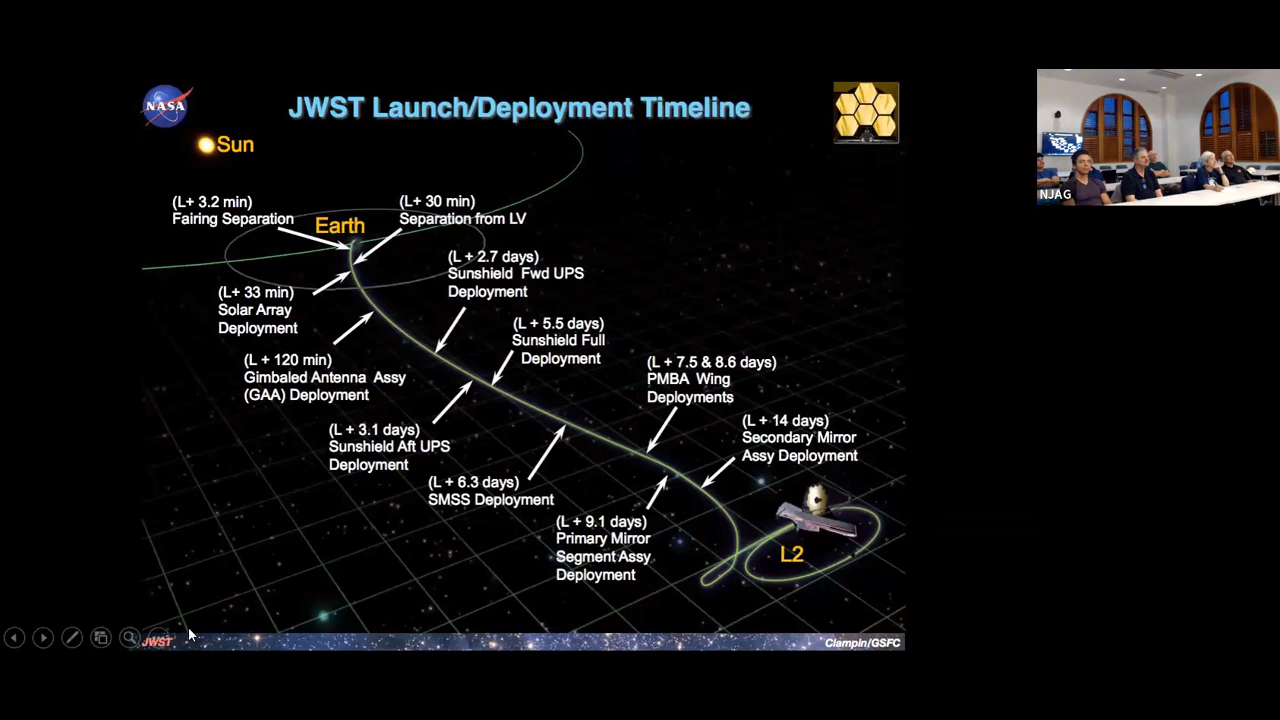 NASA
JWST Launch/Deployment Timeline
Sun
(L+ 3.2 min)
Fairing Separation
Earth
(L+ 30 min)
Separation from LV
(L + 2.7 days)
Sunshield Fwd UPS
Deployment
(L+ 33 min)
Solar Array
Deployment
(L + 5.5 days)
Sunshield Full
Deployment
(L + 120 min)
Gimbaled Antenna Assy
(GAA) Deployment
(L + 7.5 & 8.6 days)
PMBA Wing
Deployments
(L + 3.1 days)
Sunshield Aft UPS
Deployment
(L + 14 days)
Secondary Mirror
Assy Deployment
(L + 6.3 days)
SMSS Deployment
(L + 9.1 days)
Primary Mirror
Segment Assy
Deployment
L2
JWST
Clampin/GSFC
NJAG